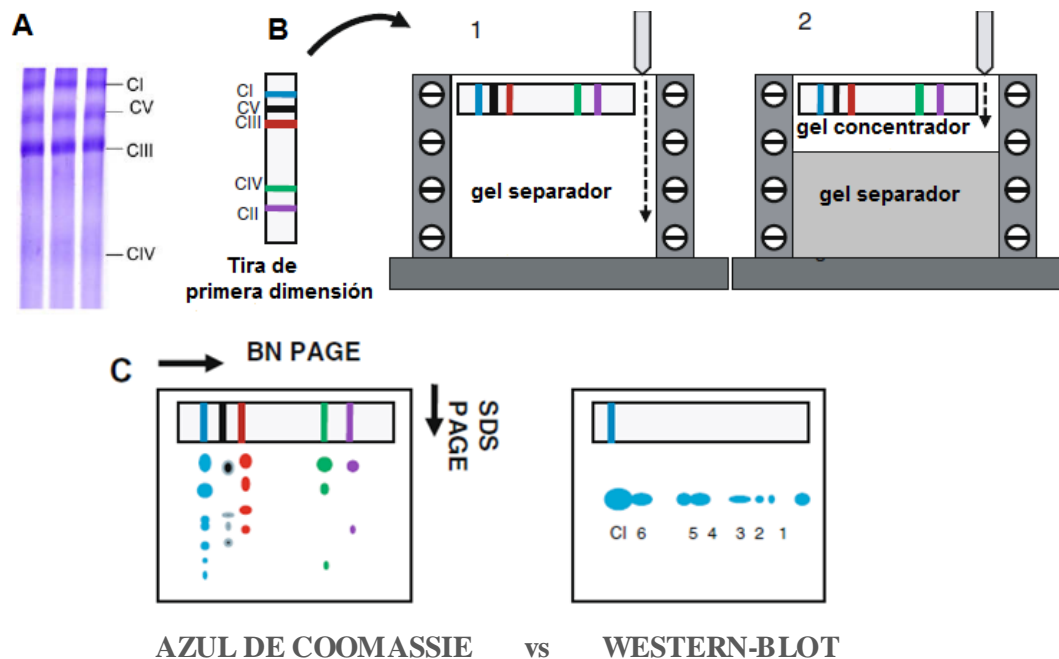 A
CI
CV
CIII
CIV
B
CI
CV
CIII
CIV
CII
Tira de
primera dimensión
1
gel separador
2
gel concentrador
gel separador
C
BN PAGE
SDS
PAGE
CI 6 5 4 3 2 1
AZUL DE COOMASSIE vs WESTERN-BLOT